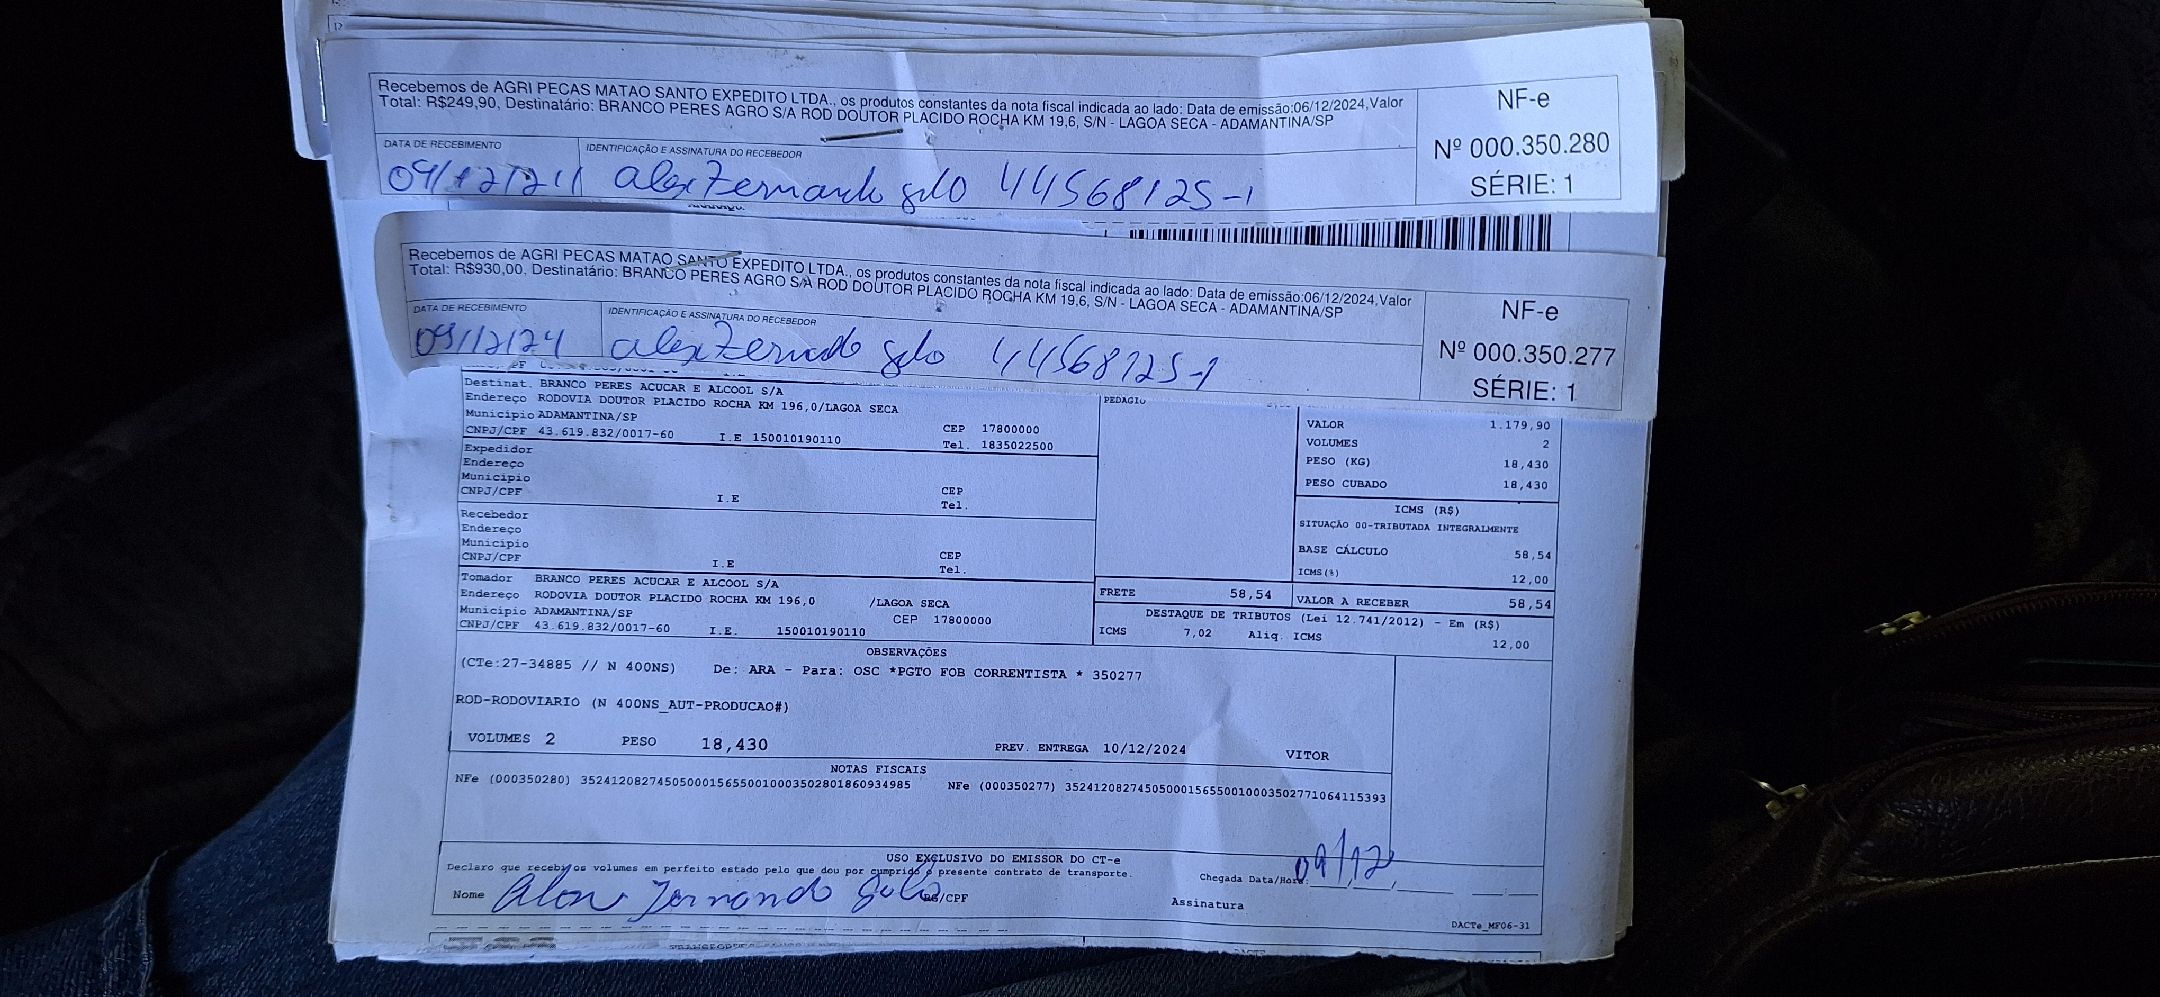 Recebemos de AGRI PECAS MATAO SANTO EXPEDITO LTDA., os produtos constantes da nota fiscal indicada ao lado: Data de emissão:06/12/2024,Valor
Total: R$249,90, Destinatário: BRANCO PERES AGRO S/A ROD DOUTOR PLACIDO ROCHA KM 19,6, S/N - LAGOA SECA - ADAMANTINA/SP
NF-e
Nº 000.350.280
SÉRIE: 1
DATA DE RECEBIMENTO
IDENTIFICAÇÃO E ASSINATURA DO RECEBEDOR
09/12/24 44568125-1
Recebemos de AGRI PECAS MATAO SANTO EXPEDITO LTDA., os produtos constantes da nota fiscal indicada ao lado: Data de emissão:06/12/2024,Valor
Total: R$930,00, Destinatário: BRANCO PERES AGRO S/A ROD DOUTOR PLACIDO ROCHA KM 19,6, S/N - LAGOA SECA - ADAMANTINA/SP
NF-e
Nº 000.350.277
SÉRIE: 1
DATA DE RECEBIMENTO
IDENTIFICAÇÃO E ASSINATURA DO RECEBEDOR
09/12/24 44568125-1
Destinat. BRANCO PERES ACUCAR E ALCOOL S/A
Endereço RODOVIA DOUTOR PLACIDO ROCHA KM 196,0/LAGOA SECA
Município ADAMANTINA/SP CEP 17800000
CNPJ/CPF 43.619.832/0017-60 I.E 150010190110 Tel. 1835022500
Expedidor
Endereço
Município CEP
CNPJ/CPF I.E Tel.
Recebedor
Endereço
Município CEP
CNPJ/CPF I.E Tel.
Tomador BRANCO PERES ACUCAR E ALCOOL S/A
Endereço RODOVIA DOUTOR PLACIDO ROCHA KM 196,0 /LAGOA SECA
Município ADAMANTINA/SP CEP 17800000
CNPJ/CPF 43.619.832/0017-60 I.E. 150010190110
PEDAGIO
VALOR 1.179,90
VOLUMES 2
PESO (KG) 18,430
PESO CUBADO 18,430
ICMS (R$)
SITUAÇÃO 00-TRIBUTADA INTEGRALMENTE
BASE CÁLCULO 58,54
ICMS(%) 12,00
FRETE 58,54 VALOR A RECEBER 58,54
DESTAQUE DE TRIBUTOS (Lei 12.741/2012) - Em (R$)
ICMS 7,02 Aliq. ICMS 12,00
OBSERVAÇÕES
(CTe:27-34885 // N 400NS) De: ARA - Para: OSC *PGTO FOB CORRENTISTA * 350277
ROD-RODOVIARIO (N 400NS_AUT-PRODUCAO#)
VOLUMES 2 PESO 18,430 PREV. ENTREGA 10/12/2024 VITOR
NOTAS FISCAIS
NFe (000350280) 35241208274505000156550010003502801860934985 NFe (000350277) 35241208274505000156550010003502771064115393
USO EXCLUSIVO DO EMISSOR DO CT-e
Declaro que recebi os volumes em perfeito estado pelo que dou por cumprido o presente contrato de transporte.
Chegada Data/Hora: 09/12
Nome RG/CPF
Assinatura
DACTe_MF06-31